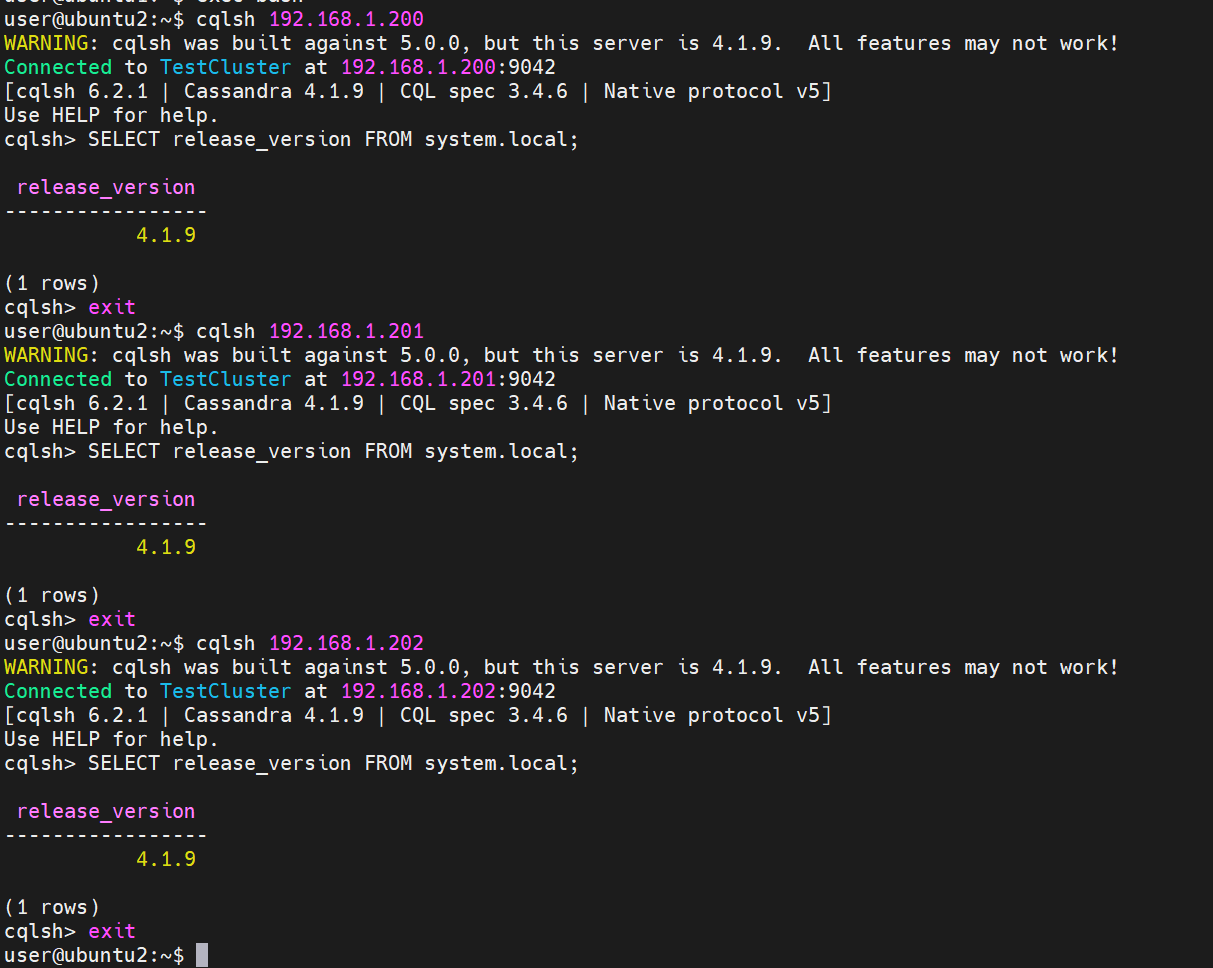 user@ubuntu2:~$ exec bash
user@ubuntu2:~$ cqlsh 192.168.1.200
WARNING: cqlsh was built against 5.0.0, but this server is 4.1.9.  All features may not work!
Connected to TestCluster at 192.168.1.200:9042
[cqlsh 6.2.1 | Cassandra 4.1.9 | CQL spec 3.4.6 | Native protocol v5]
Use HELP for help.
cqlsh> SELECT release_version FROM system.local;
 release_version
-----------------
           4.1.9
(1 rows)
cqlsh> exit
user@ubuntu2:~$ cqlsh 192.168.1.201
WARNING: cqlsh was built against 5.0.0, but this server is 4.1.9.  All features may not work!
Connected to TestCluster at 192.168.1.201:9042
[cqlsh 6.2.1 | Cassandra 4.1.9 | CQL spec 3.4.6 | Native protocol v5]
Use HELP for help.
cqlsh> SELECT release_version FROM system.local;
 release_version
-----------------
           4.1.9
(1 rows)
cqlsh> exit
user@ubuntu2:~$ cqlsh 192.168.1.202
WARNING: cqlsh was built against 5.0.0, but this server is 4.1.9.  All features may not work!
Connected to TestCluster at 192.168.1.202:9042
[cqlsh 6.2.1 | Cassandra 4.1.9 | CQL spec 3.4.6 | Native protocol v5]
Use HELP for help.
cqlsh> SELECT release_version FROM system.local;
 release_version
-----------------
           4.1.9
(1 rows)
cqlsh> exit
user@ubuntu2:~$